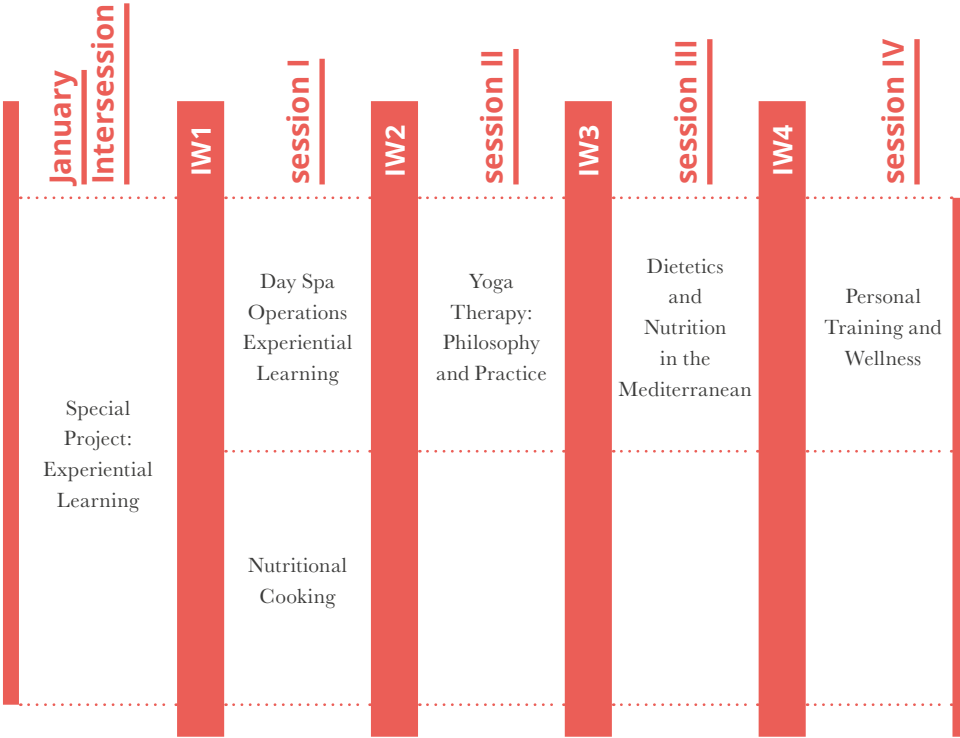 January
Intersession
IW1
session I
IW2
session II
IW3
session III
IW4
session IV
Special
Project:
Experiential
Learning
Day Spa
Operations
Experiential
Learning
Nutritional
Cooking
Yoga
Therapy:
Philosophy
and Practice
Dietetics
and
Nutrition
in the
Mediterranean
Personal
Training and
Wellness